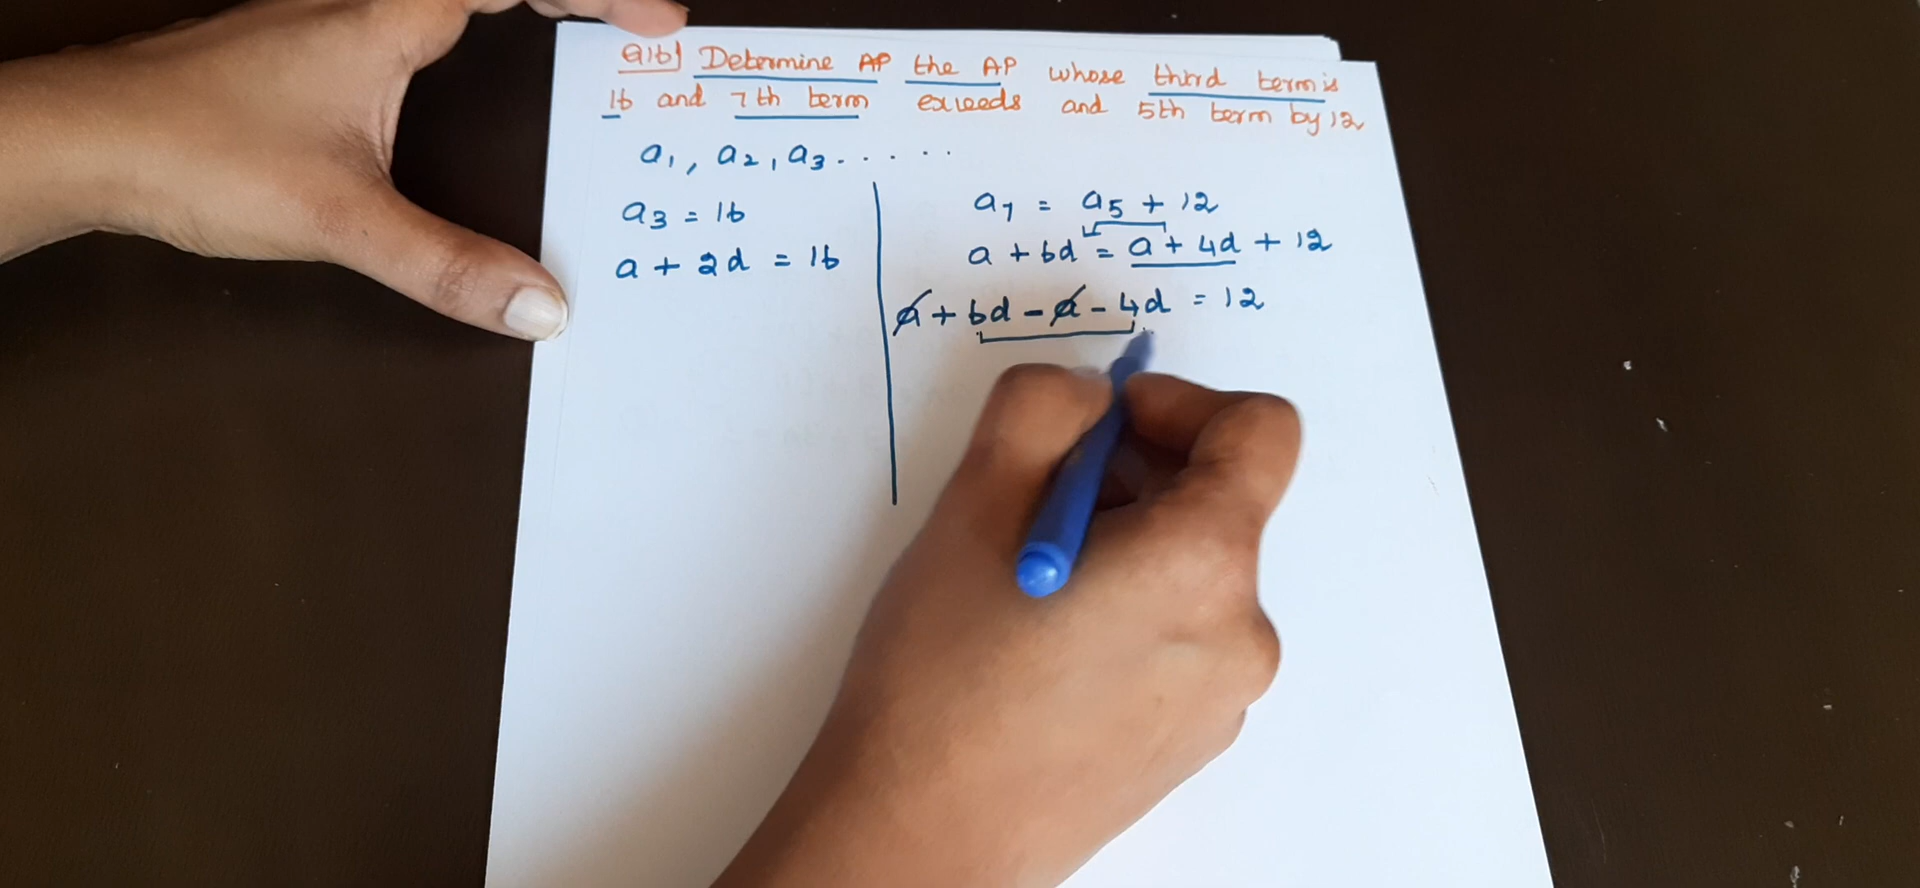 Q16) Determine AP the AP whose third term is
16 and 7th term exceeds and 5th term by 12
a1, a2, a3. . . . . .
a3 = 16
a + 2d = 16
a7 = a5 + 12
a + 6d = a + 4d + 12
a + 6d - a - 4d = 12